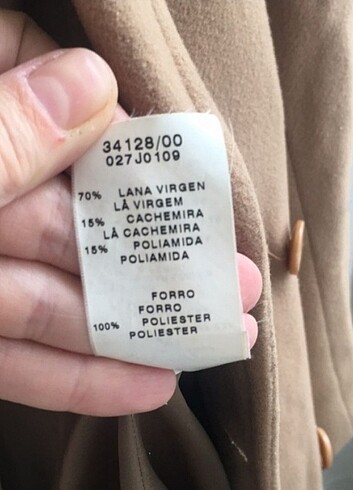 34128/00
027J0109
70% LANA VIRGEN
LÃ VIRGEM
15% CACHEMIRA
LÃ CACHEMIRA
15% POLIAMIDA
POLIAMIDA
FORRO
FORRO
100% POLIESTER
POLIESTER